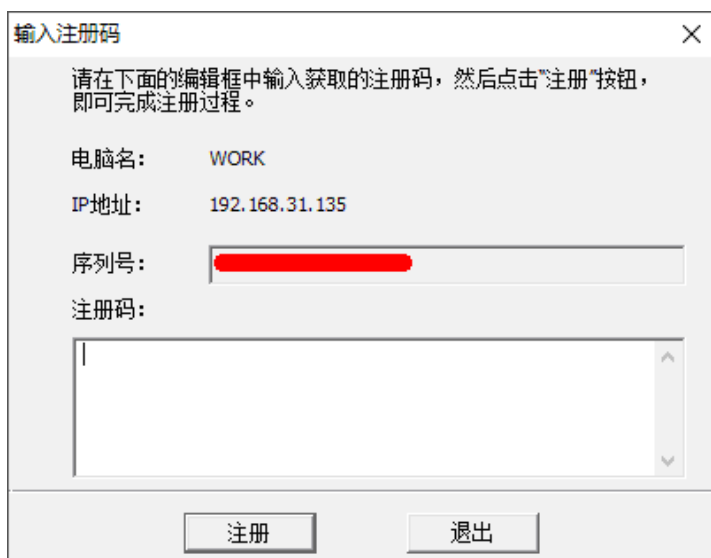 输入注册码
请在下面的编辑框中输入获取的注册码，然后点击"注册"按钮，
即可完成注册过程。
电脑名： WORK
IP地址： 192.168.31.135
序列号：
注册码：
注册 退出